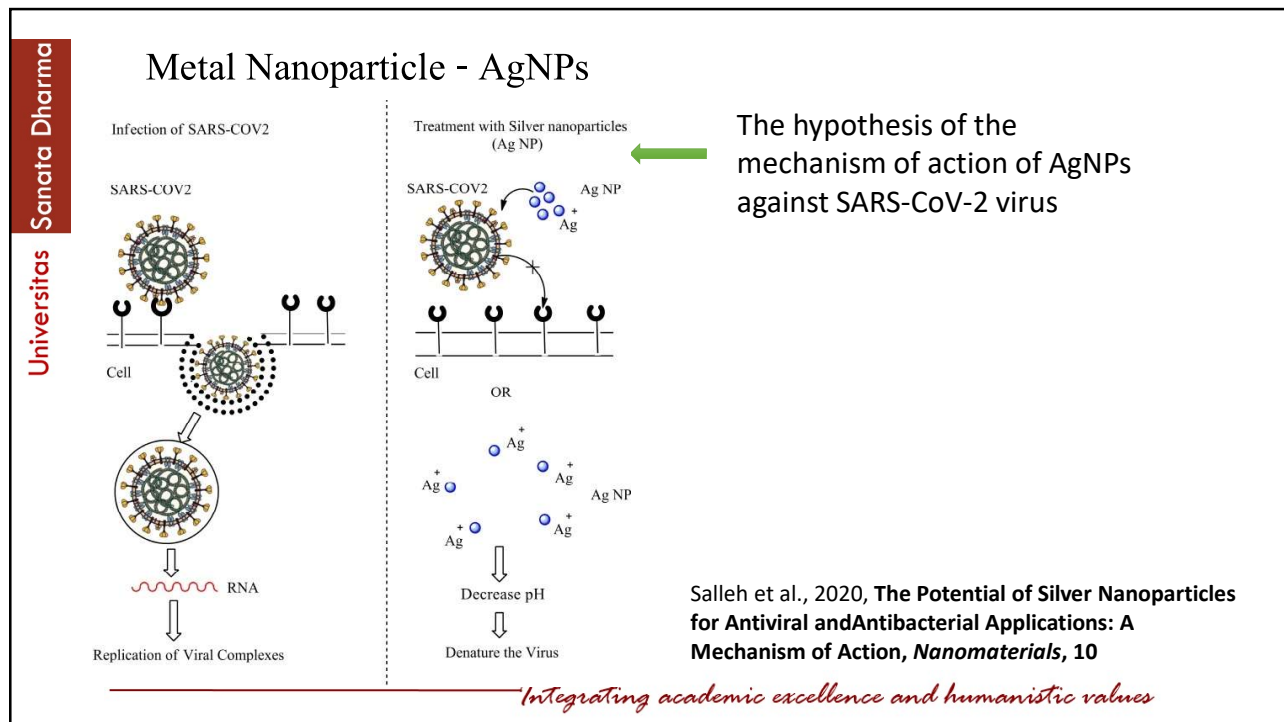 Universitas Sanata Dharma
Metal Nanoparticle - AgNPs
Infection of SARS-COV2
SARS-COV2
Cell
RNA
Replication of Viral Complexes
Treatment with Silver nanoparticles
(Ag NP)
SARS-COV2
Ag NP
+
Ag
Cell
OR
+
Ag
+
Ag
+
Ag
Ag NP
+
Ag
+
Ag
Decrease pH
Denature the Virus
The hypothesis of the
mechanism of action of AgNPs
against SARS-CoV-2 virus
Salleh et al., 2020, The Potential of Silver Nanoparticles
for Antiviral andAntibacterial Applications: A
Mechanism of Action, Nanomaterials, 10
Integrating academic excellence and humanistic values